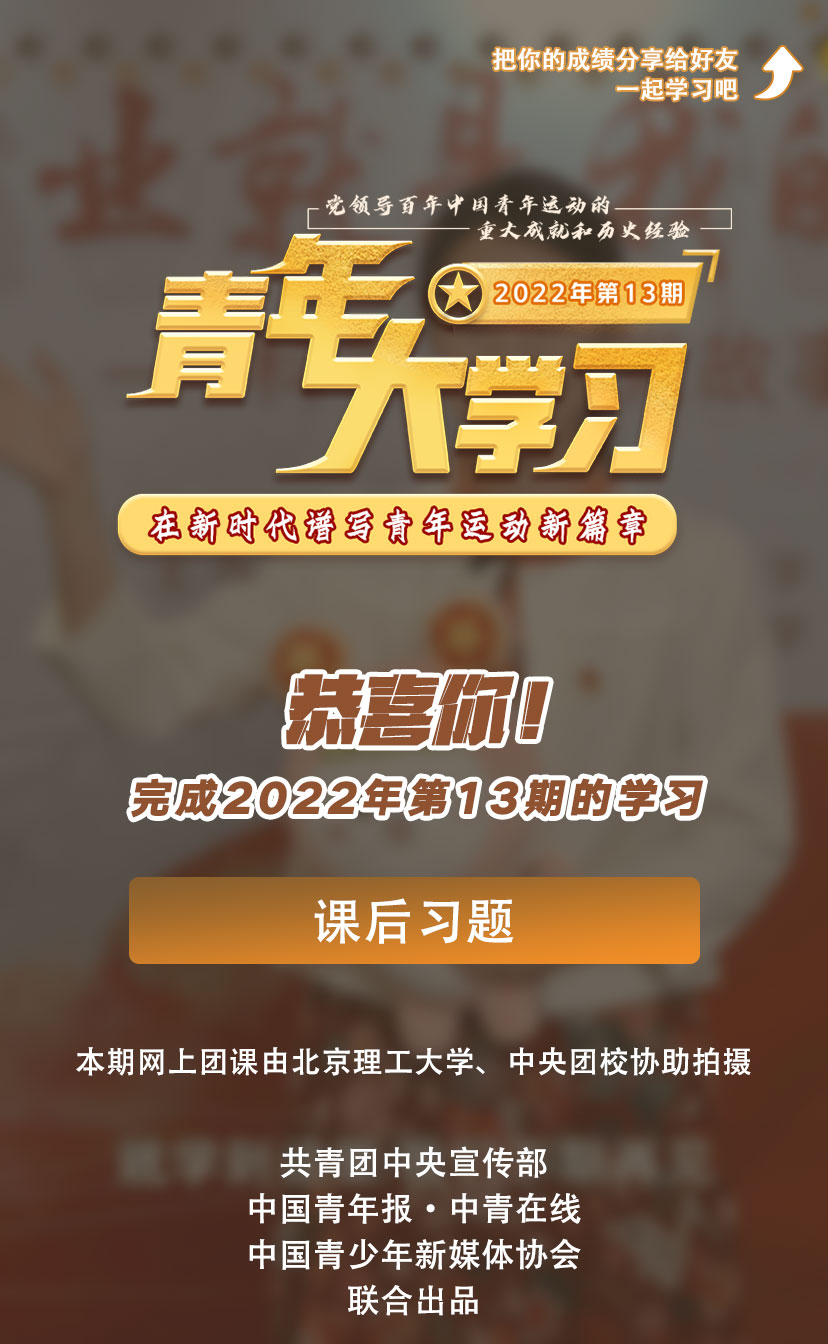 把你的成绩分享给好友
一起学习吧
党领导百年中国青年运动的
重大成就和历史经验
2022年第13期
青年大学习
在新时代谱写青年运动新篇章
恭喜你！
完成2022年第13期的学习
课后习题
本期网上团课由北京理工大学、中央团校协助拍摄
共青团中央宣传部
中国青年报·中青在线
中国青少年新媒体协会
联合出品